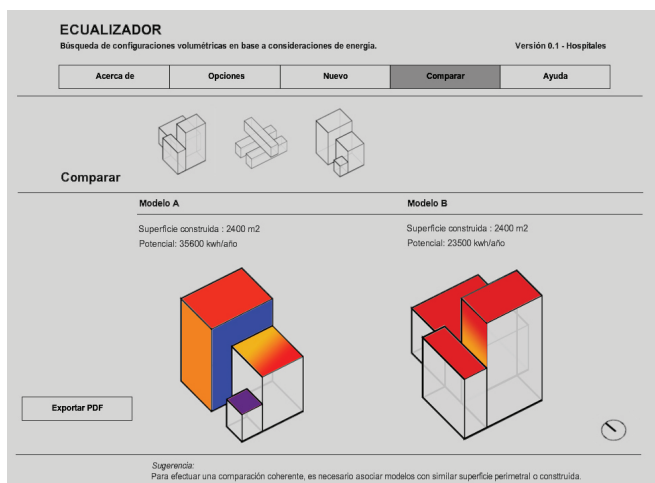 ECUALIZADOR
Búsqueda de configuraciones volumétricas en base a consideraciones de energia.
Versión 0.1 - Hospitales
Acerca de
Opciones
Nuevo
Comparar
Ayuda
Comparar
Modelo A
Modelo B
Superficie construida : 2400 m2
Potencial: 35600 kwh/año
Superficie construida : 2400 m2
Potencial: 23500 kwh/año
Exportar PDF
Sugerencia:
Para efectuar una comparación coherente, es necesario asociar modelos con similar superficie perimetral o consttruida.